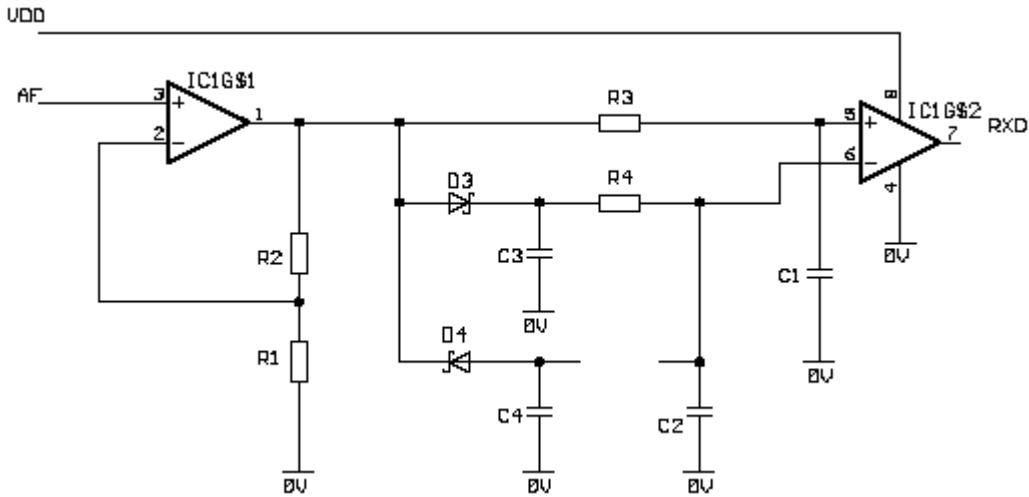 VDD
AF
3
+
IC1G$1
1
2
-
R3
5
+
8
IC1G$2
7
RXD
6
-
4
0V
D3
R4
R2
C3
0V
C1
D4
R1
0V
C4
C2
0V
0V
0V